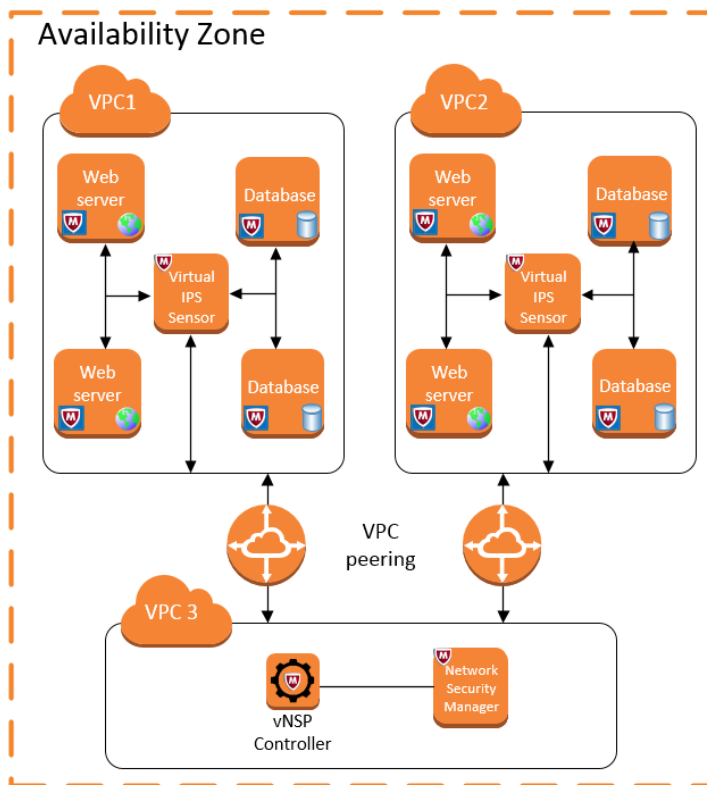 Availability Zone
VPC1
VPC2
Web
server
Database
Virtual
IPS
Sensor
Web
server
Database
Web
server
Database
Virtual
IPS
Sensor
Web
server
Database
VPC
peering
VPC 3
vNSP
Controller
Network
Security
Manager